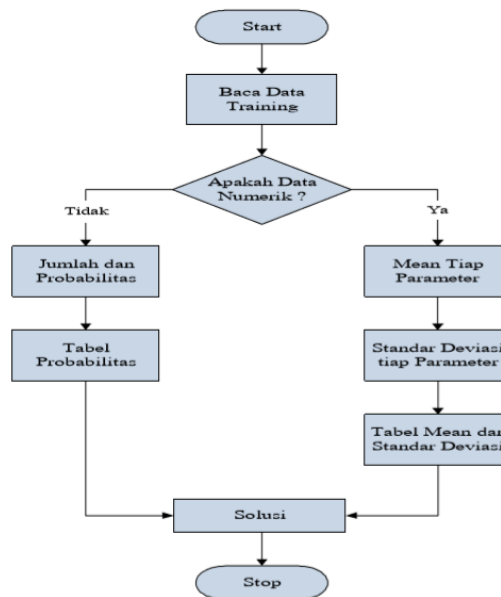 Start
Baca Data
Training
Apakah Data
Numerik ?
Tidak
Ya
Jumlah dan
Probabilitas
Mean Tiap
Parameter
Tabel
Probabilitas
Standar Deviasi
tiap Parameter
Tabel Mean dan
Standar Deviasi
Solusi
Stop